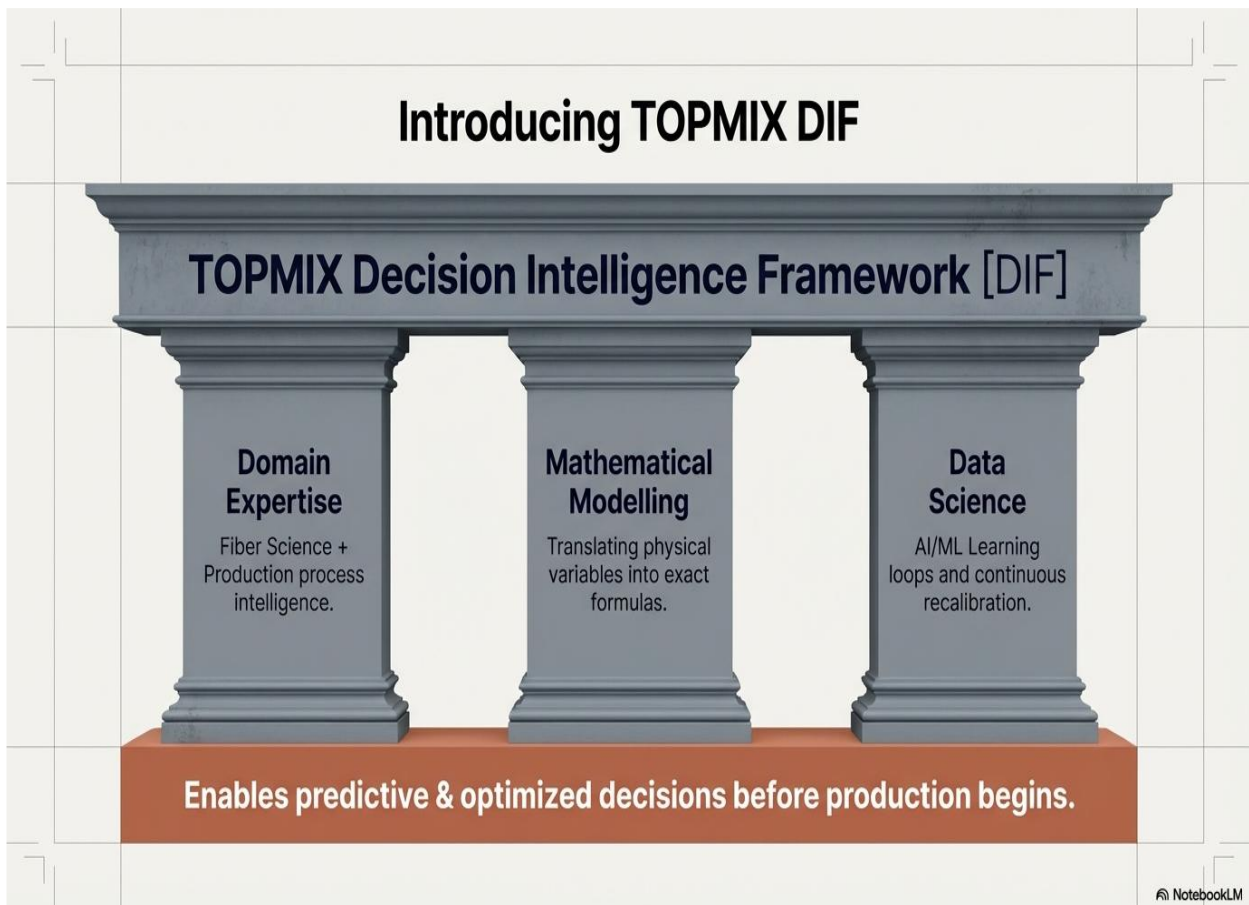 Introducing TOPMIX DIF
TOPMIX Decision Intelligence Framework [DIF]
Domain
Expertise
Fiber Science +
Production process
intelligence.
Mathematical
Modelling
Translating physical
variables into exact
formulas.
Data
Science
AI/ML Learning
loops and continuous
recalibration.
Enables predictive & optimized decisions before production begins.
NotebookLM